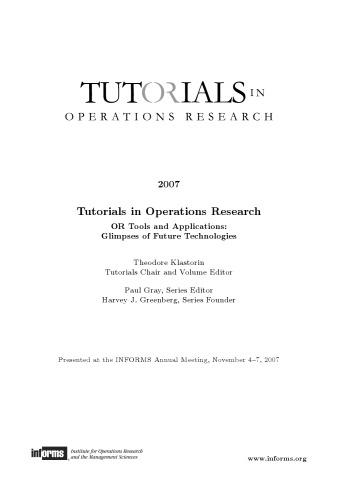 TUTORIALS IN
OPERATIONS RESEARCH
2007
Tutorials in Operations Research
OR Tools and Applications:
Glimpses of Future Technologies
Theodore Klastorin
Tutorials Chair and Volume Editor
Paul Gray, Series Editor
Harvey J. Greenberg, Series Founder
Presented at the INFORMS Annual Meeting, November 4–7, 2007
informs
Institute for Operations Research
and the Management Sciences
www.informs.org